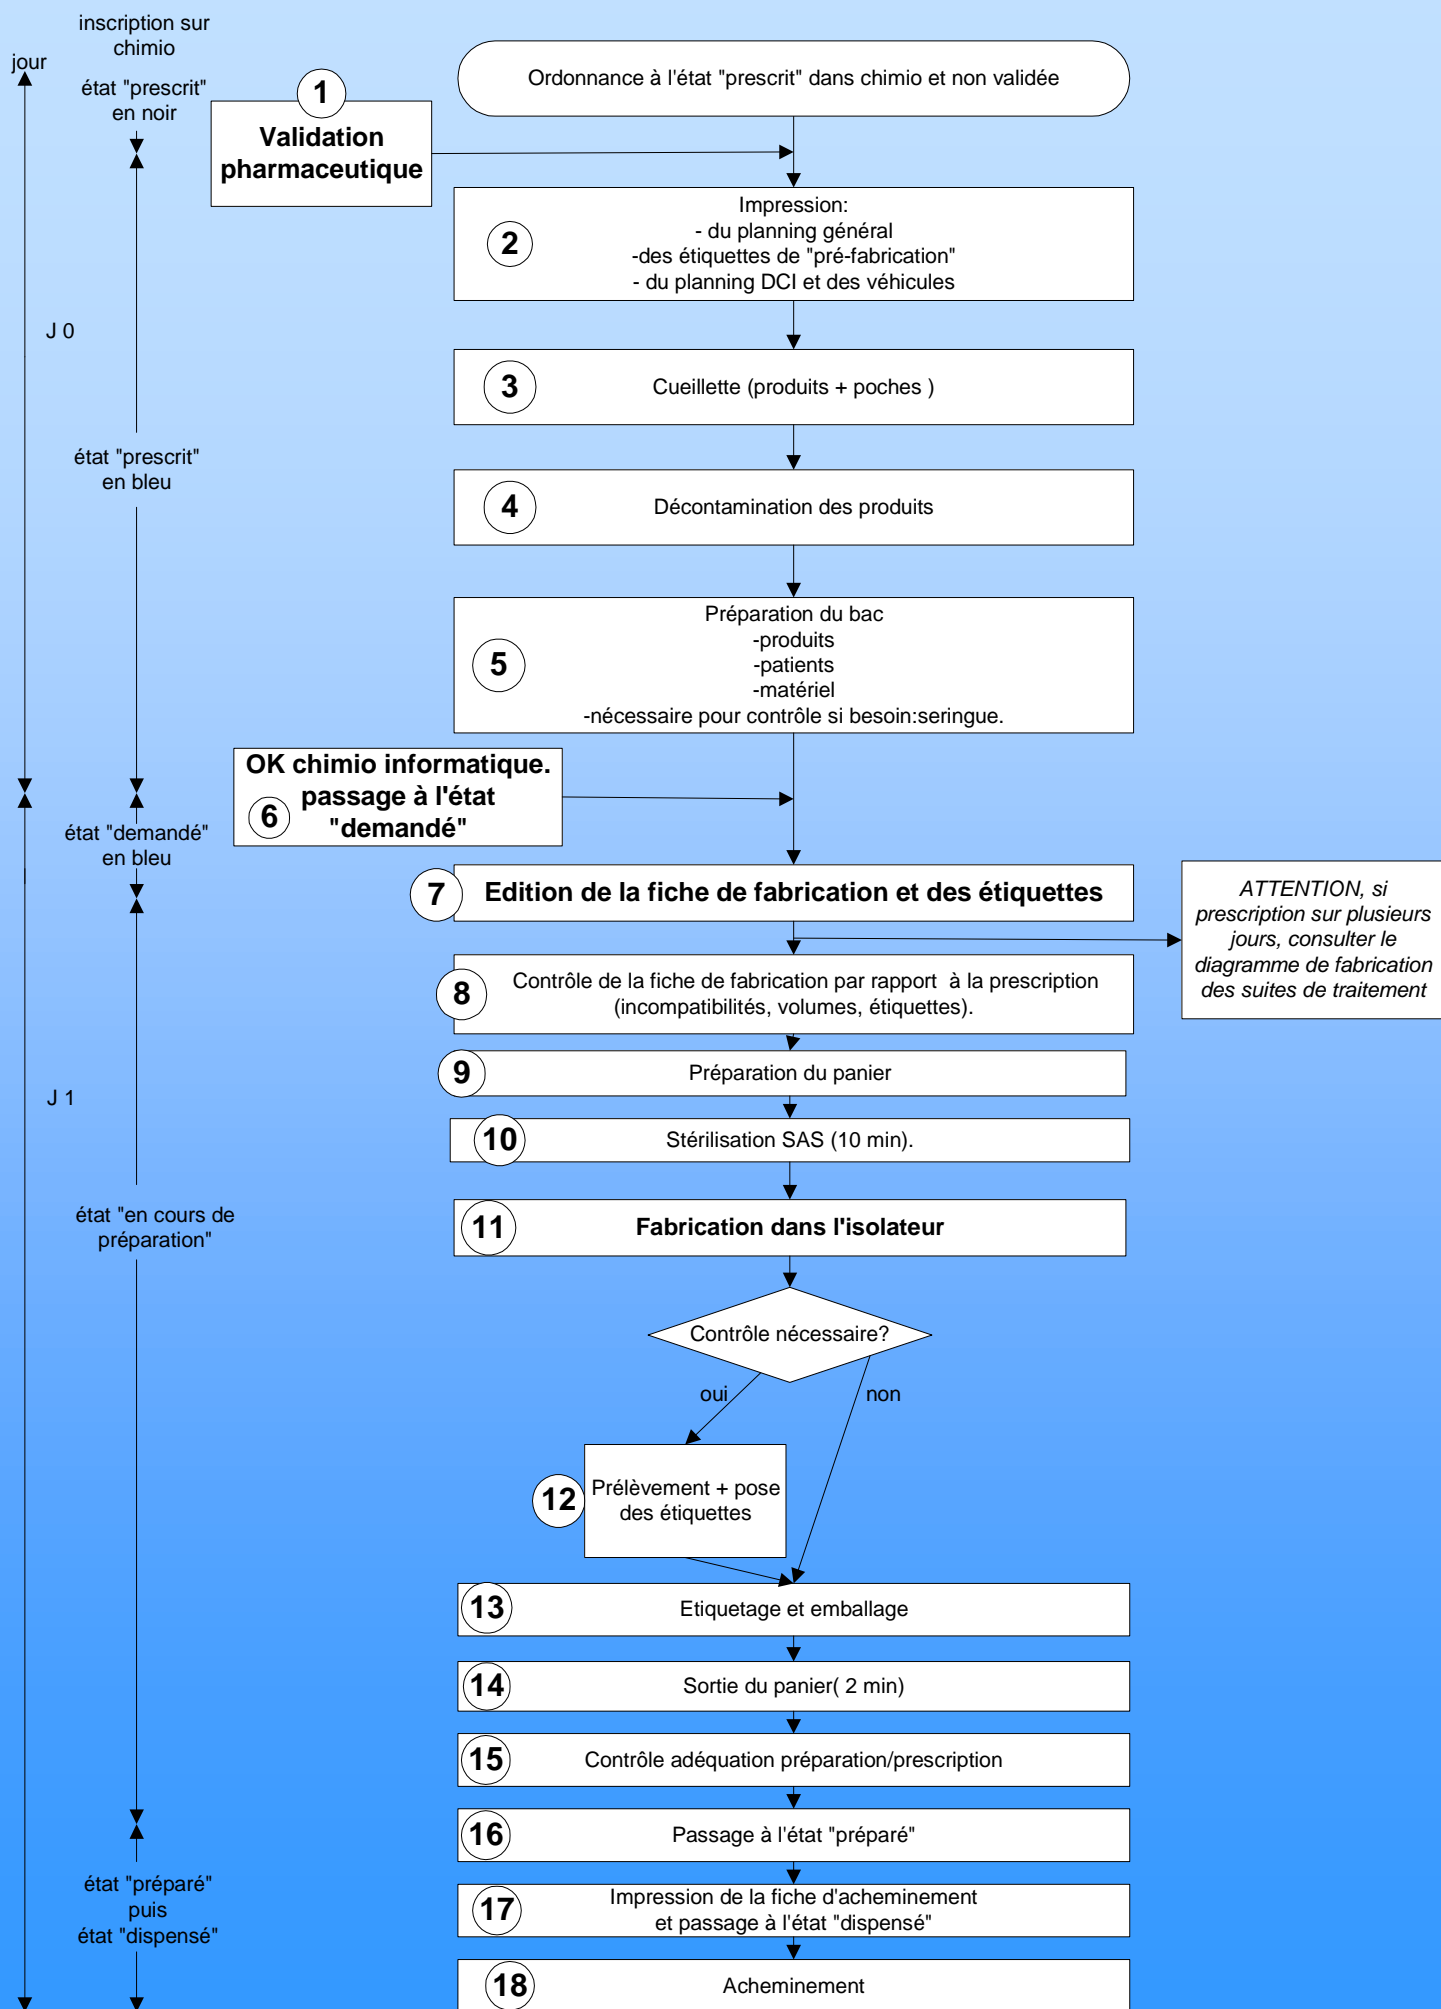 inscription sur
chimio
jour
état "prescrit"
en noir
Ordonnance à l'état "prescrit" dans chimio et non validée
1
Validation
pharmaceutique
2
Impression:
- du planning général
-des étiquettes de "pré-fabrication"
- du planning DCI et des véhicules
J 0
3
Cueillette (produits + poches )
état "prescrit"
en bleu
4
Décontamination des produits
5
Préparation du bac
-produits
-patients
-matériel
-nécessaire pour contrôle si besoin:seringue.
OK chimio informatique.
passage à l'état
6
"demandé"
état "demandé"
en bleu
7
Edition de la fiche de fabrication et des étiquettes
ATTENTION, si
prescription sur plusieurs
jours, consulter le
diagramme de fabrication
des suites de traitement
8
Contrôle de la fiche de fabrication par rapport  à la prescription
(incompatibilités, volumes, étiquettes).
9
Préparation du panier
J 1
10
Stérilisation SAS (10 min).
état "en cours de
préparation"
11
Fabrication dans l'isolateur
Contrôle nécessaire?
oui
non
12
Prélèvement + pose
des étiquettes
13
Etiquetage et emballage
14
Sortie du panier( 2 min)
15
Contrôle adéquation préparation/prescription
16
Passage à l'état "préparé"
état "préparé"
puis
état "dispensé"
17
Impression de la fiche d'acheminement
et passage à l'état "dispensé"
18
Acheminement